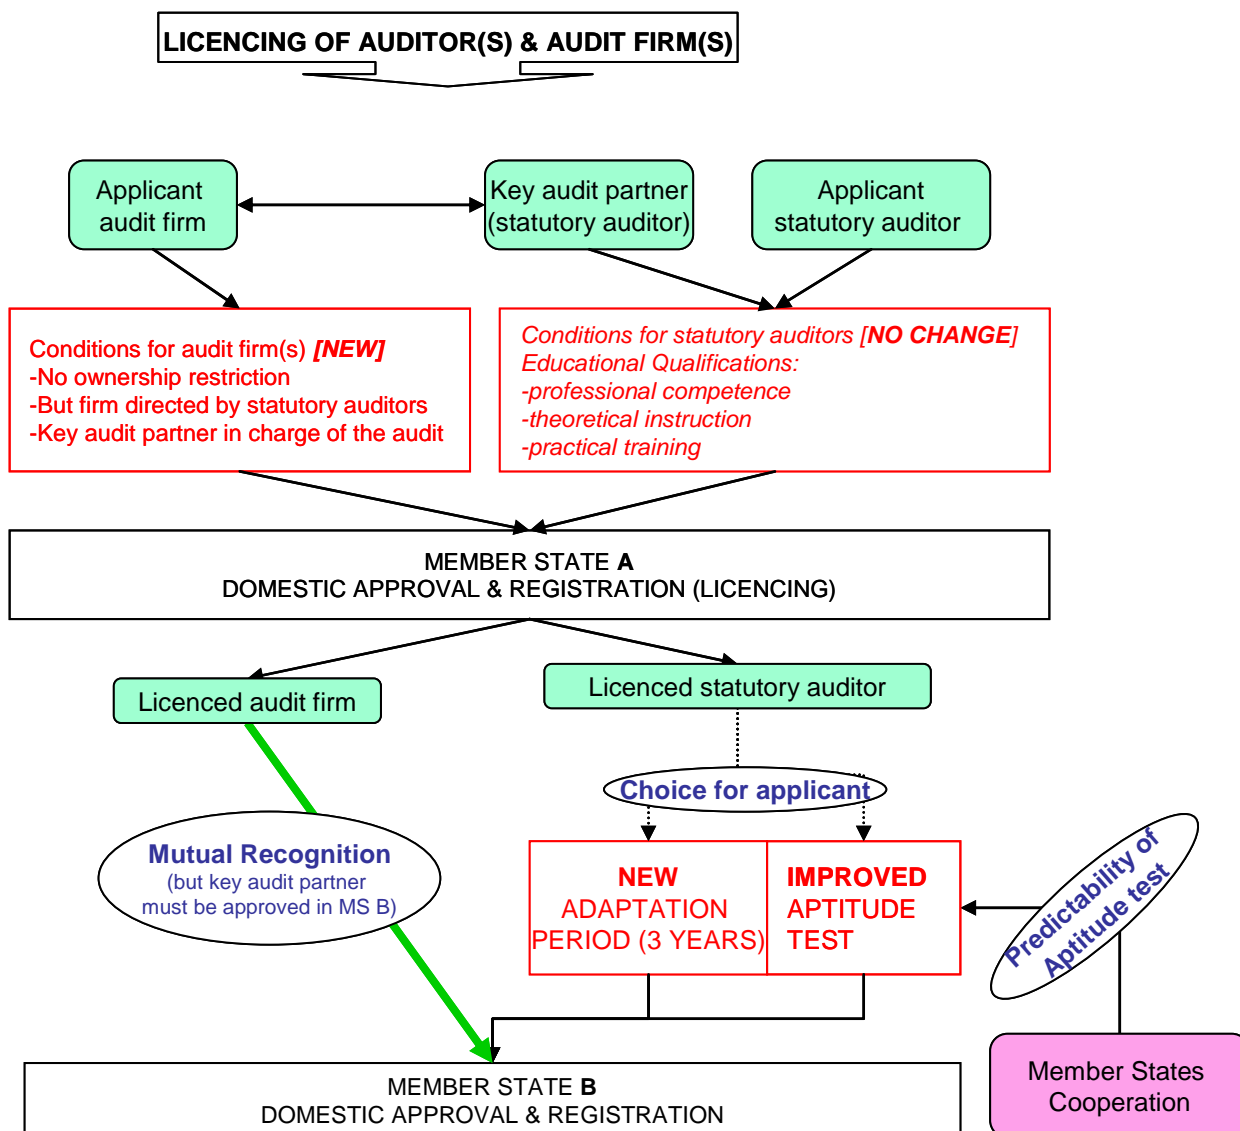 LICENCING OF AUDITOR(S) & AUDIT FIRM(S)
Applicant
audit firm
Key audit partner
(statutory auditor)
Applicant
statutory auditor
Conditions for audit firm(s) [NEW]
-No ownership restriction
-But firm directed by statutory auditors
-Key audit partner in charge of the audit
Conditions for statutory auditors [NO CHANGE]
Educational Qualifications:
-professional competence
-theoretical instruction
-practical training
MEMBER STATE A
DOMESTIC APPROVAL & REGISTRATION (LICENCING)
Licenced audit firm
Licenced statutory auditor
Choice for applicant
Mutual Recognition
(but key audit partner
must be approved in MS B)
NEW
ADAPTATION
PERIOD (3 YEARS)
IMPROVED
APTITUDE
TEST
Predictability of
Aptitude test
Member States
Cooperation
MEMBER STATE B
DOMESTIC APPROVAL & REGISTRATION